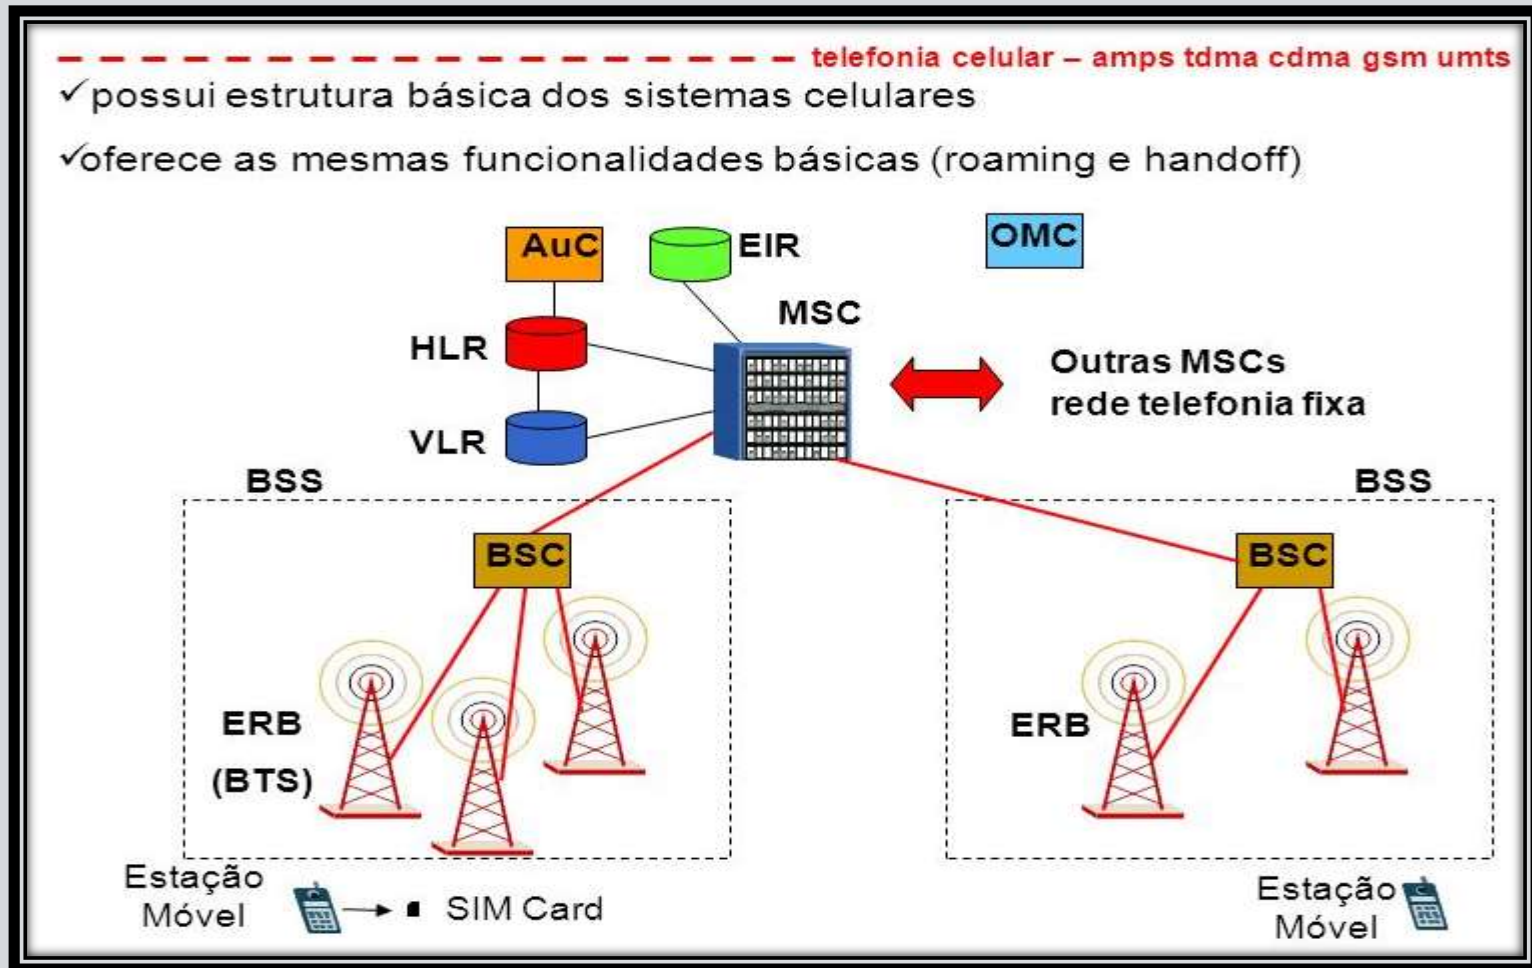 telefonia celular – amps tdma cdma gsm umts
✓possui estrutura básica dos sistemas celulares
✓oferece as mesmas funcionalidades básicas (roaming e handoff)
AuC
EIR
OMC
MSC
HLR
Outras MSCs
rede telefonia fixa
VLR
BSS
BSS
BSC
BSC
ERB
(BTS)
ERB
Estação
Móvel
SIM Card
Estação
Móvel